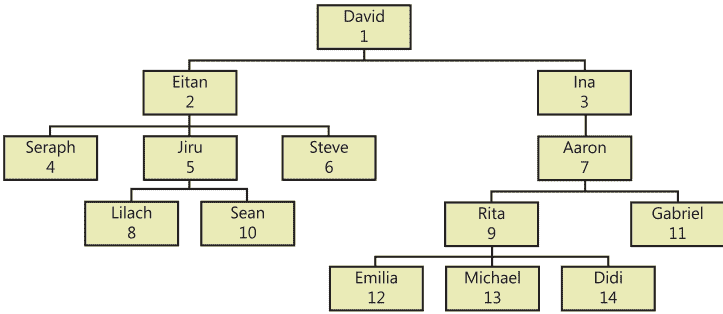 David
1
Eitan
2
Ina
3
Seraph
4
Jiru
5
Steve
6
Aaron
7
Lilach
8
Sean
10
Rita
9
Gabriel
11
Emilia
12
Michael
13
Didi
14